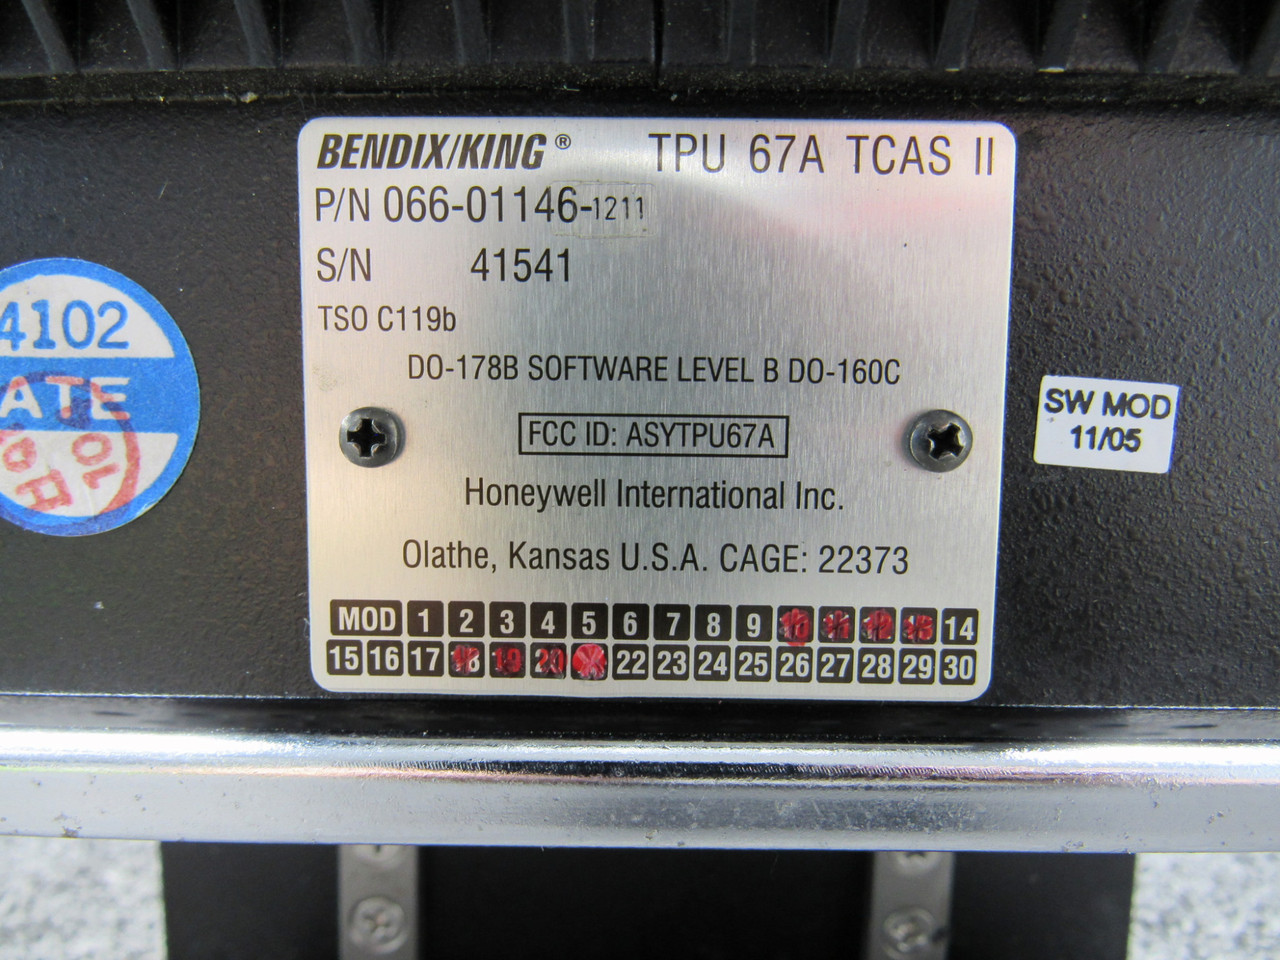 BENDIX/KING® TPU 67A TCAS II
P/N 066-01146-1211
S/N 41541
TSO C119b
DO-178B SOFTWARE LEVEL B DO-160C
FCC ID: ASYTPU67A
Honeywell International Inc.
Olathe, Kansas U.S.A. CAGE: 22373
MOD 1 2 3 4 5 6 7 8 9 10 11 12 13 14
15 16 17 18 19 20 22 23 24 25 26 27 28 29 30
4102
ATE
SW MOD
11/05